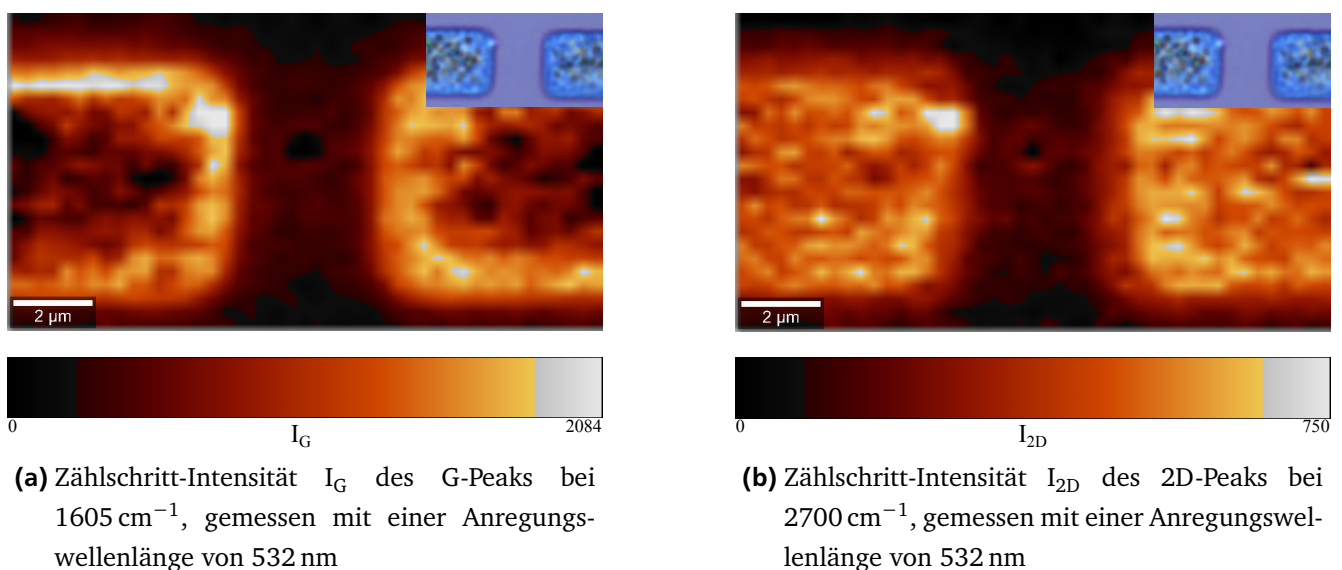 2 µm
0 2084
I_G
(a) Zählschritt-Intensität I_G des G-Peaks bei
1605 cm⁻¹, gemessen mit einer Anregungs-
wellenlänge von 532 nm
2 µm
0 750
I_2D
(b) Zählschritt-Intensität I_2D des 2D-Peaks bei
2700 cm⁻¹, gemessen mit einer Anregungswel-
lenlänge von 532 nm